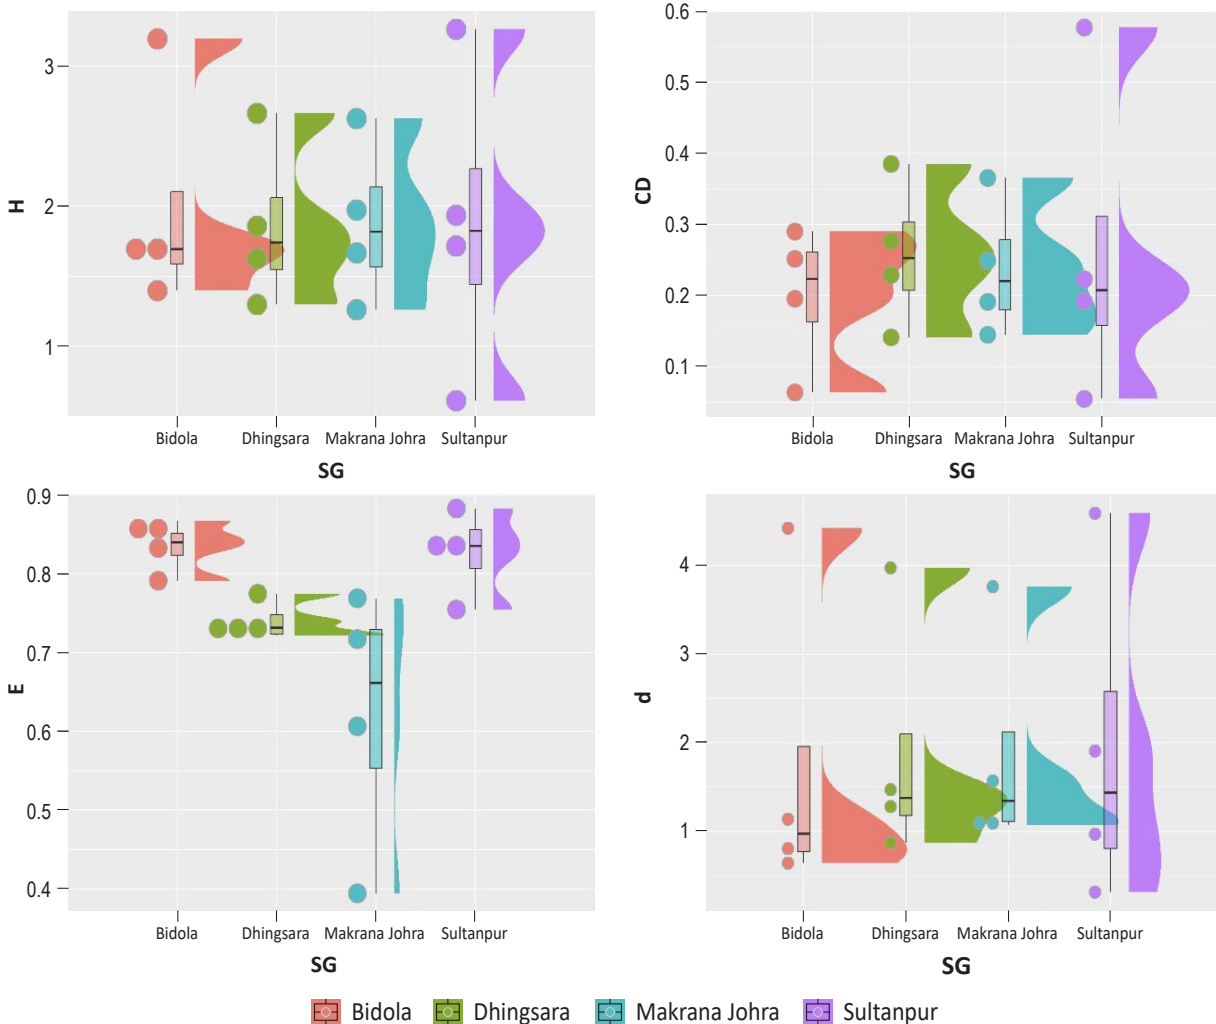 H
3
2
1
Bidola Dhingsara Makrana Johra Sultanpur
SG
CD
0.6
0.5
0.4
0.3
0.2
0.1
Bidola Dhingsara Makrana Johra Sultanpur
SG
E
0.9
0.8
0.7
0.6
0.5
0.4
Bidola Dhingsara Makrana Johra Sultanpur
SG
d
4
3
2
1
Bidola Dhingsara Makrana Johra Sultanpur
SG
Bidola Dhingsara Makrana Johra Sultanpur